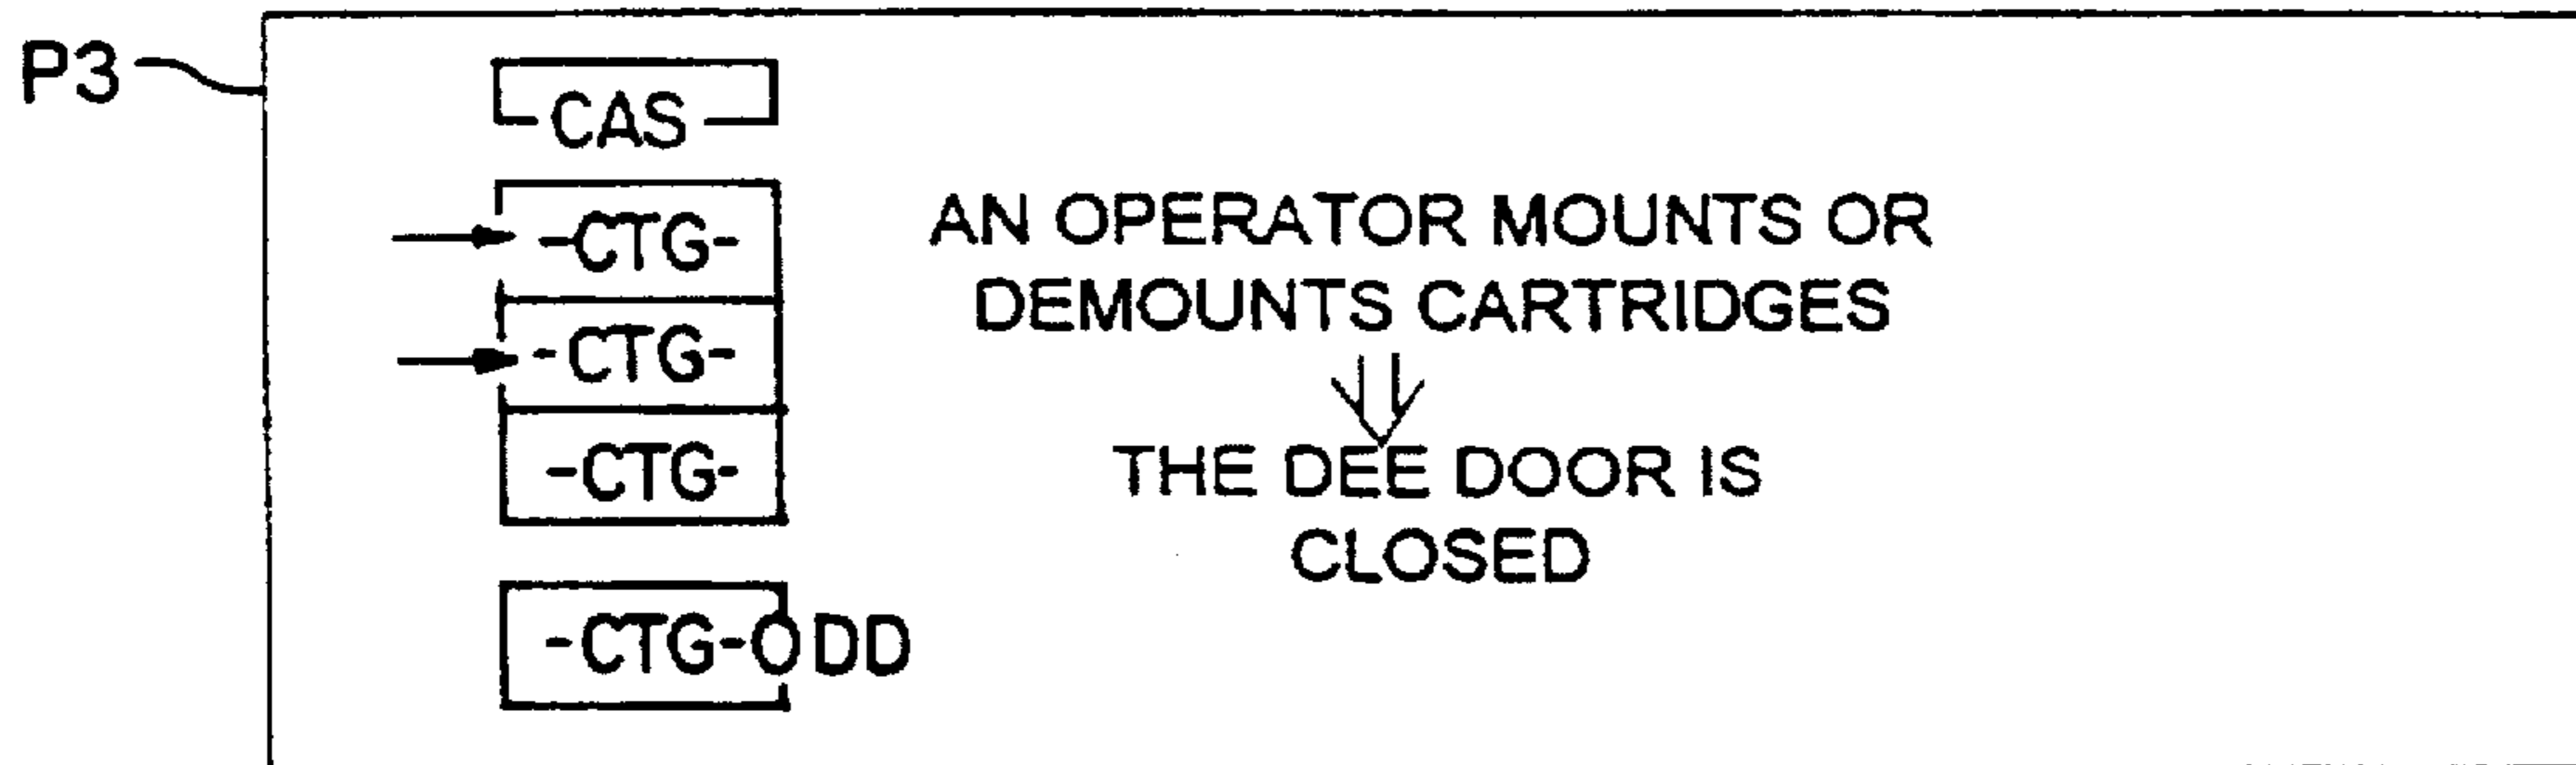 P3
CAS
-CTG-
-CTG-
-CTG-
-CTG-ODD
AN OPERATOR MOUNTS OR
DEMOUNTS CARTRIDGES
THE DEE DOOR IS
CLOSED